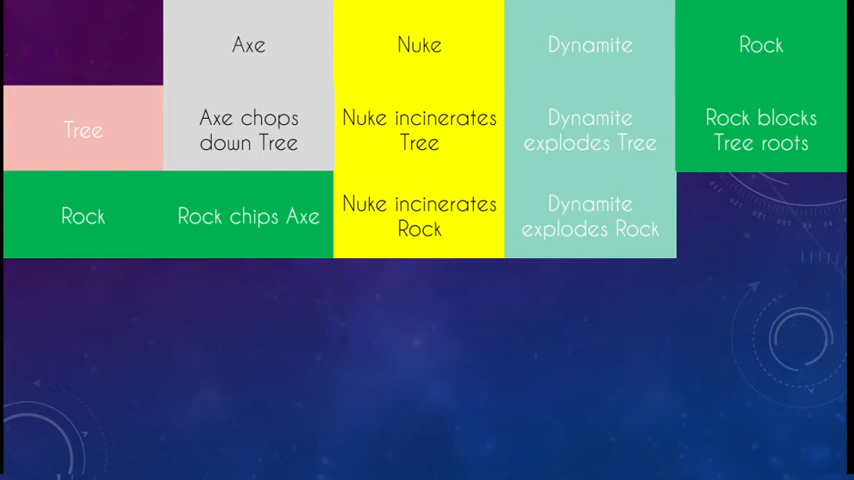 Axe
Nuke
Dynamite
Rock
Tree
Axe chops
down Tree
Nuke incinerates
Tree
Dynamite
explodes Tree
Rock blocks
Tree roots
Rock
Rock chips Axe
Nuke incinerates
Rock
Dynamite
explodes Rock